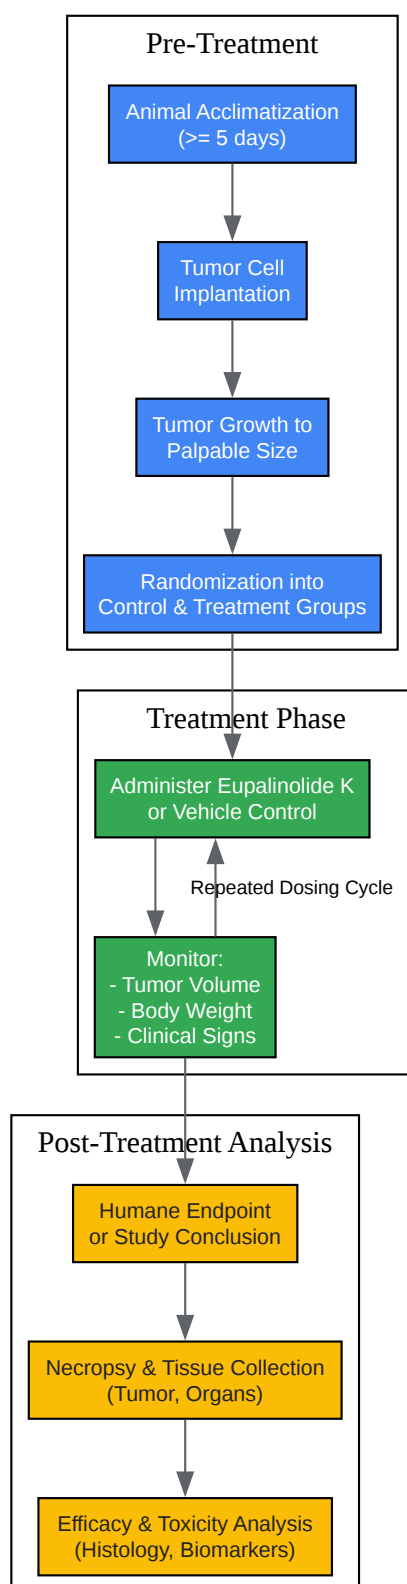 Pre-Treatment
Animal Acclimatization
(>= 5 days)
Tumor Cell
Implantation
Tumor Growth to
Palpable Size
Randomization into
Control & Treatment Groups
Treatment Phase
Administer Eupalinolide K
or Vehicle Control
Repeated Dosing Cycle
Monitor:
- Tumor Volume
- Body Weight
- Clinical Signs
Post-Treatment Analysis
Humane Endpoint
or Study Conclusion
Necropsy & Tissue Collection
(Tumor, Organs)
Efficacy & Toxicity Analysis
(Histology, Biomarkers)